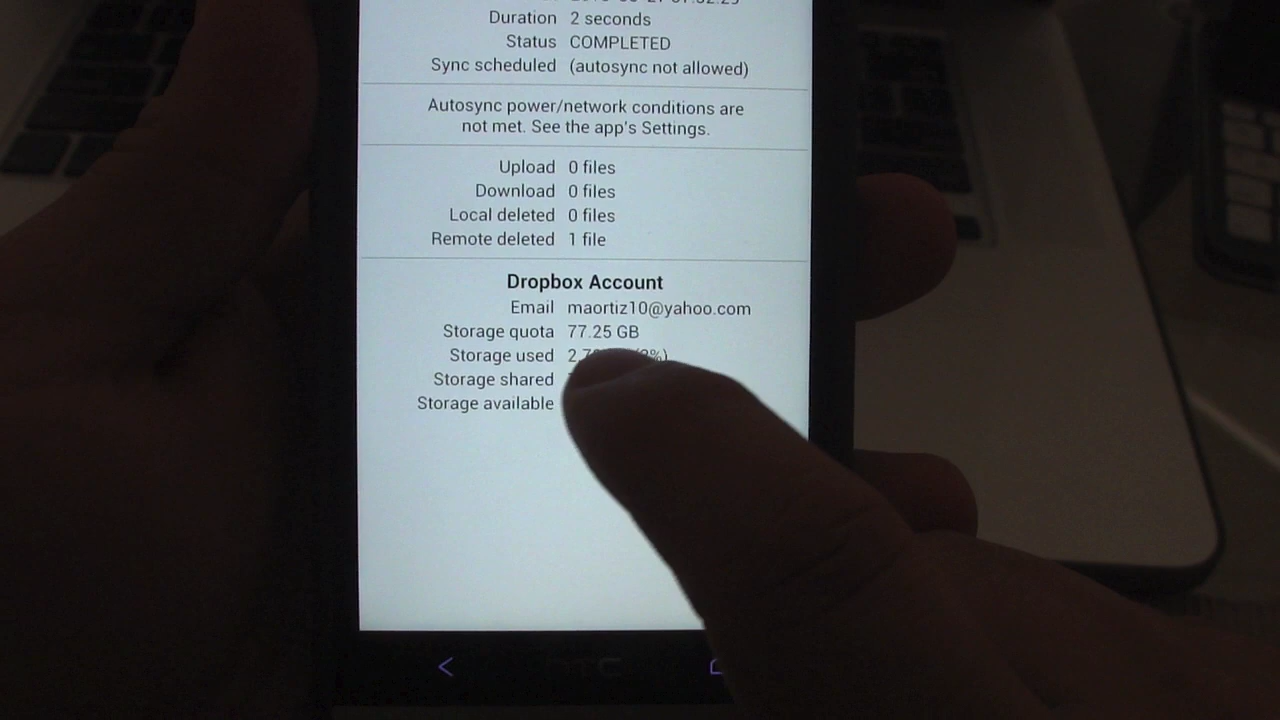 Duration 2 seconds
Status COMPLETED
Sync scheduled (autosync not allowed)
Autosync power/network conditions are
not met. See the app's Settings.
Upload 0 files
Download 0 files
Local deleted 0 files
Remote deleted 1 file
Dropbox Account
Email maortiz10@yahoo.com
Storage quota 77.25 GB
Storage used
Storage shared
Storage available